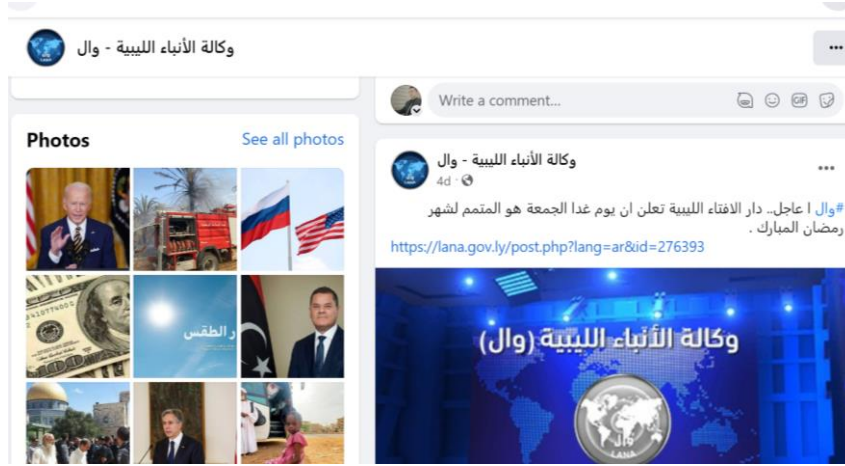 وكالة الأنباء الليبية - وال
Write a comment...
GIF
Photos
See all photos
وكالة الأنباء الليبية - وال
4d
#وال ا عاجل.. دار الافتاء الليبية تعلن ان يوم غدا الجمعة هو المتمم لشهر
رمضان المبارك .
https://lana.gov.ly/post.php?lang=ar&id=276393
ر الطقس
وكالة الأنباء الليبية (وال)
وال
LANA